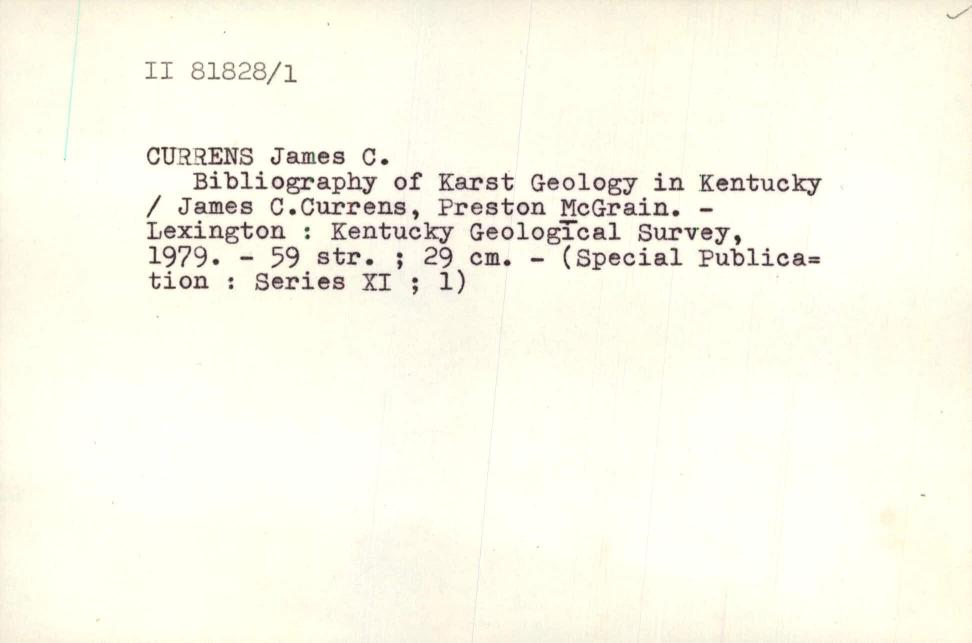 II 81828/1
CURRENS James C.
Bibliography of Karst Geology in Kentucky
/ James C.Currens, Preston McGrain. -
Lexington : Kentucky Geological Survey,
1979. - 59 str. ; 29 cm. - (Special Publica=
tion : Series XI ; 1)